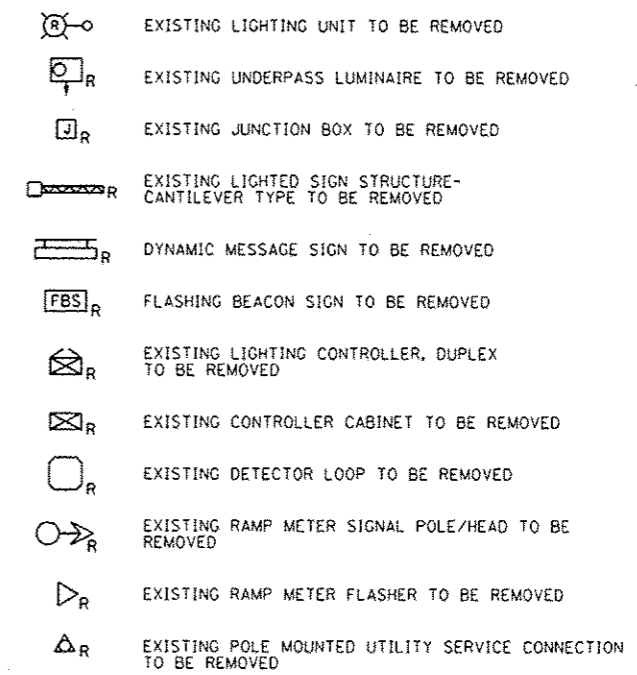 R EXISTING LIGHTING UNIT TO BE REMOVED
R EXISTING UNDERPASS LUMINAIRE TO BE REMOVED
J R EXISTING JUNCTION BOX TO BE REMOVED
R EXISTING LIGHTED SIGN STRUCTURE-
CANTILEVER TYPE TO BE REMOVED
R DYNAMIC MESSAGE SIGN TO BE REMOVED
FBS R FLASHING BEACON SIGN TO BE REMOVED
R EXISTING LIGHTING CONTROLLER, DUPLEX
TO BE REMOVED
R EXISTING CONTROLLER CABINET TO BE REMOVED
R EXISTING DETECTOR LOOP TO BE REMOVED
R EXISTING RAMP METER SIGNAL POLE/HEAD TO BE
REMOVED
R EXISTING RAMP METER FLASHER TO BE REMOVED
R EXISTING POLE MOUNTED UTILITY SERVICE CONNECTION
TO BE REMOVED